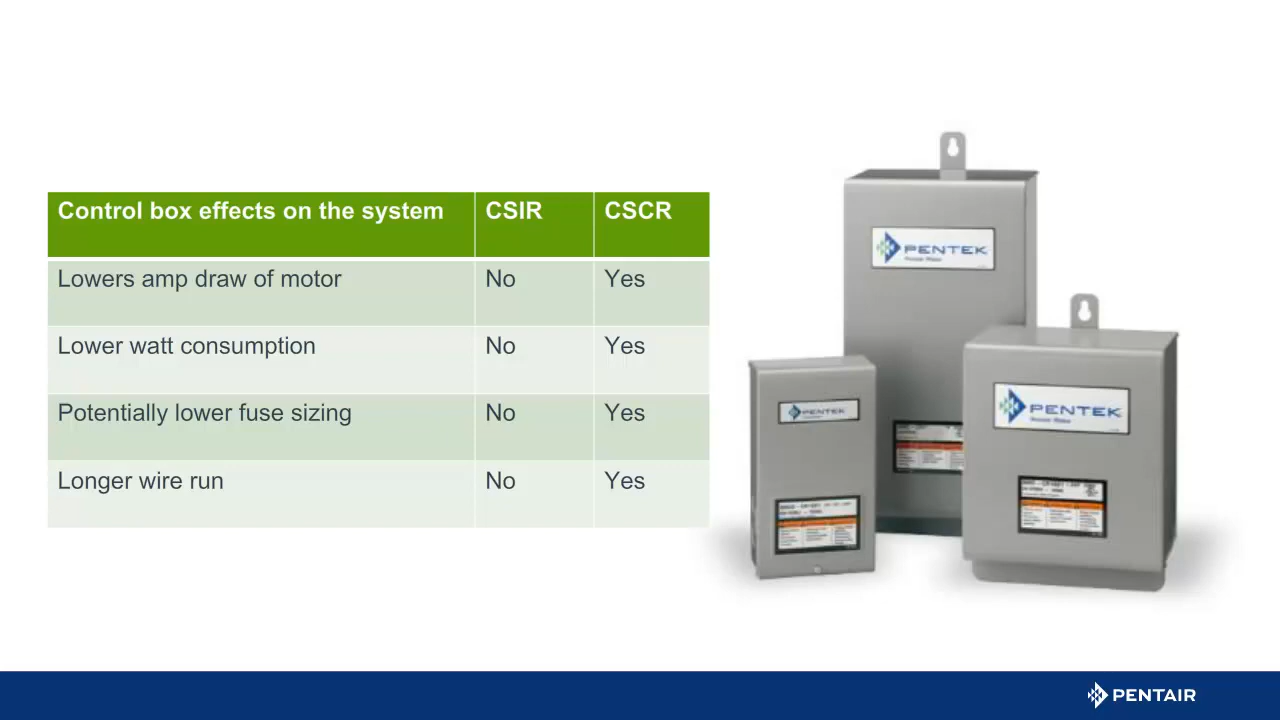 Control box effects on the system CSIR CSCR
Lowers amp draw of motor No Yes
Lower watt consumption No Yes
Potentially lower fuse sizing No Yes
Longer wire run No Yes
PENTEK
PENTEK
PENTEK
PENTAIR